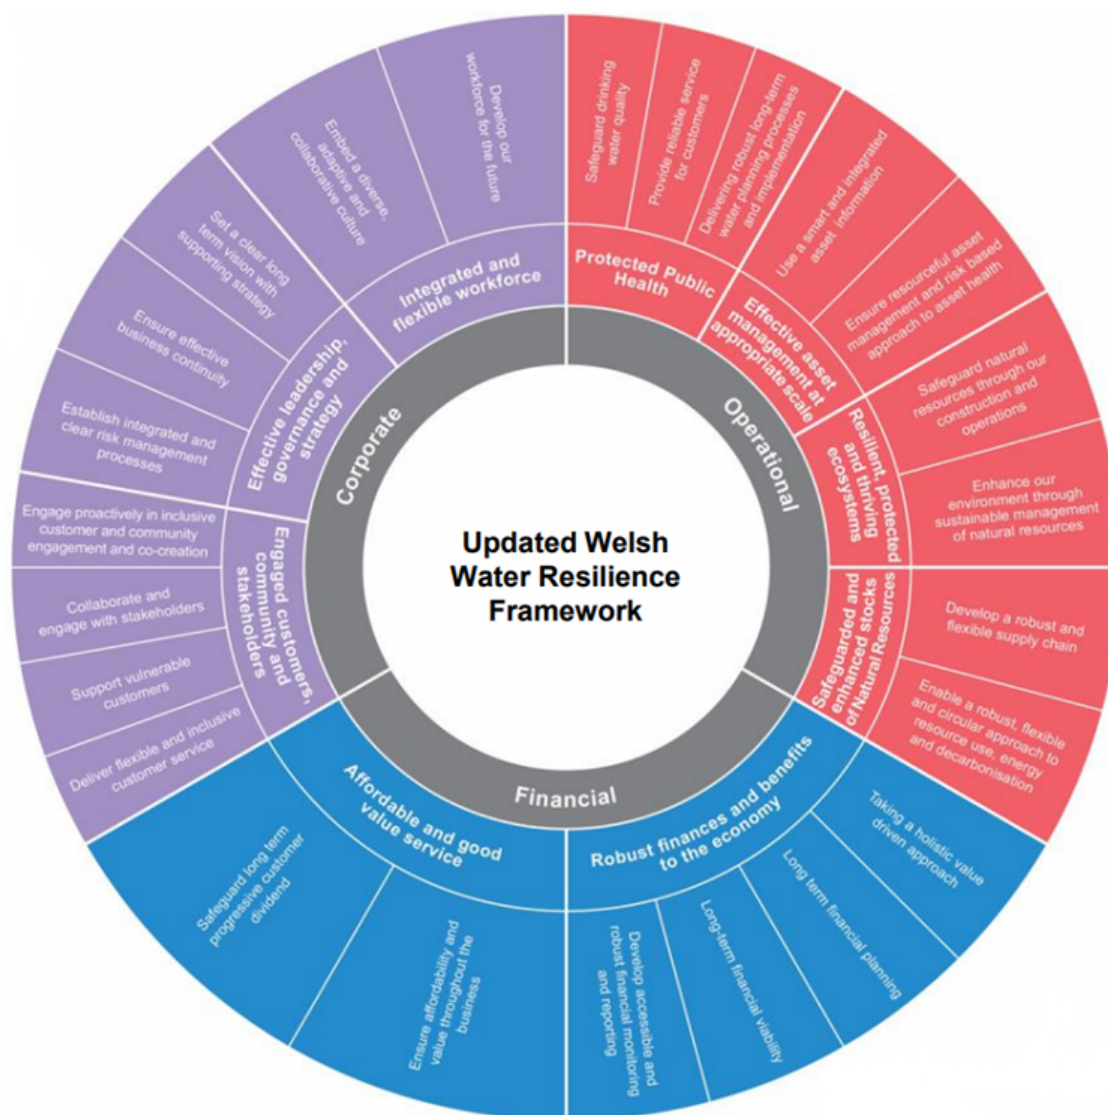 Updated Welsh
Water Resilience
Framework
Operational
Protected Public
Health
Safeguard drinking
water quality
Provide reliable service
for customers
Delivering robust long-term
water planning processes
and implementation
Effective asset
management at
appropriate scale
Use a smart and integrated
asset information
Ensure resourceful asset
management and risk based
approach to asset health
Resilient, protected
and thriving
ecosystems
Safeguard natural
resources through our
construction and
operations
Enhance our
environment through
sustainable management
of natural resources
Safeguarded and
enhanced stocks
of Natural Resources
Develop a robust and
flexible supply chain
Enable a robust, flexible
and circular approach to
resource use, energy
and decarbonisation
Financial
Robust finances and benefits
to the economy
Taking a holistic value
driven approach
Long term financial planning
Long-term financial viability
Develop accessible and
robust financial monitoring
and reporting
Affordable and good
value service
Ensure affordability and
value throughout the
business
Safeguard long term
progressive customer
dividend
Corporate
Engaged customers,
community and
stakeholders
Deliver flexible and inclusive
customer service
Support vulnerable
customers
Collaborate and
engage with stakeholders
Engage proactively in inclusive
customer and community
engagement and co-creation
Effective leadership,
governance and
strategy
Establish integrated and
clear risk management
processes
Ensure effective
business continuity
Set a clear long
term vision with
supporting strategy
Integrated and
flexible workforce
Embed a diverse,
adaptive and
collaborative culture
Develop our
workforce for the future